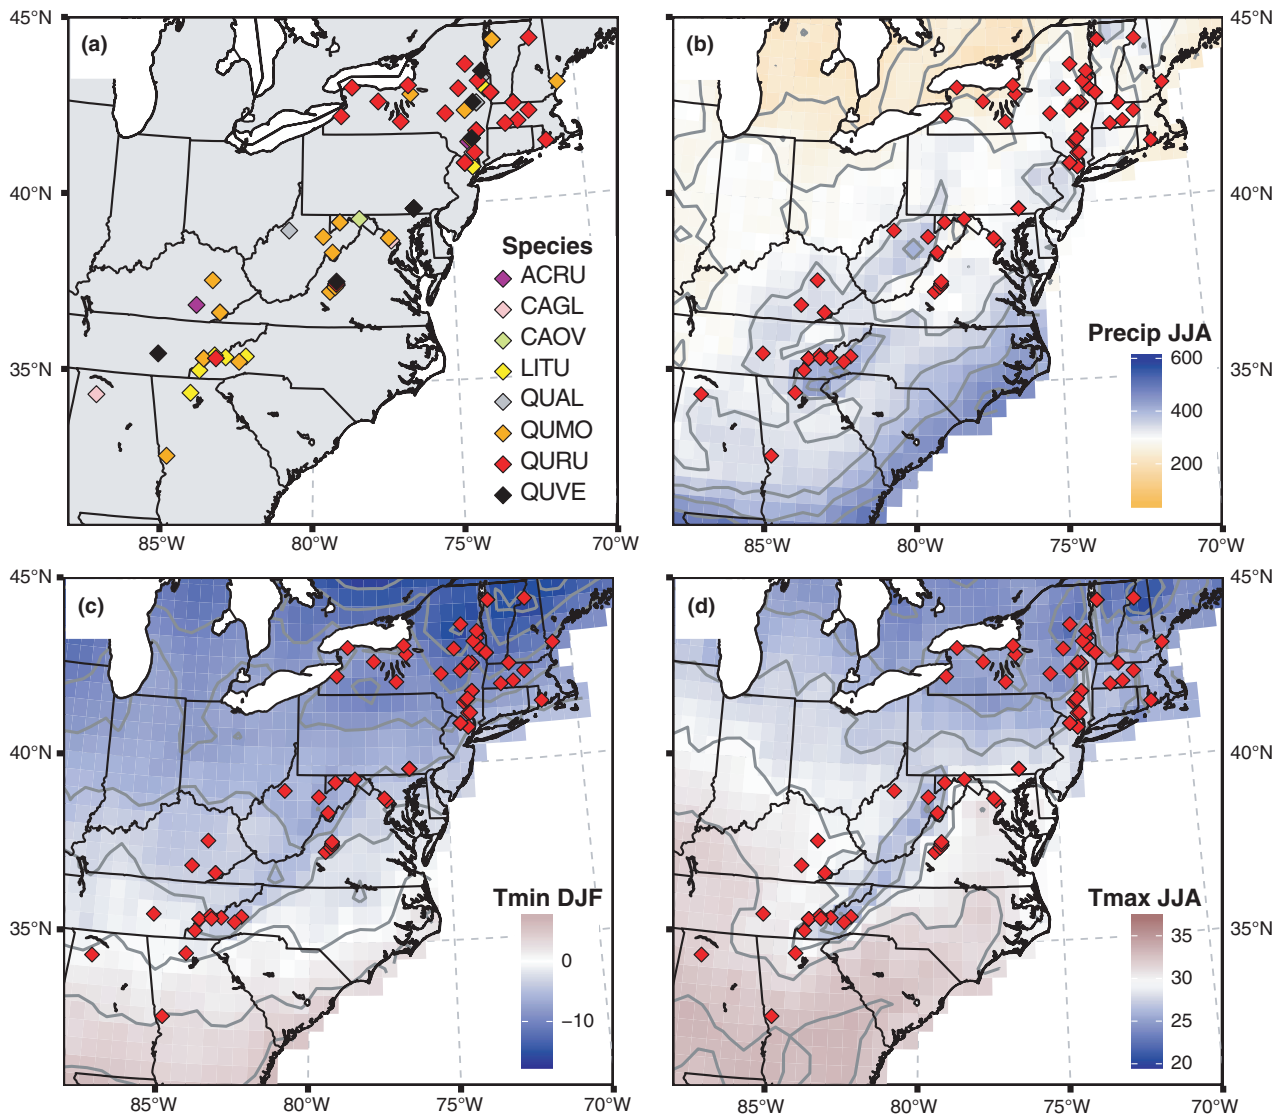 45°N
(a)
40°N
35°N
85°W
80°W
75°W
70°W
Species
ACRU
CAGL
CAOV
LITU
QUAL
QUMO
QURU
QUVE
(b)
45°N
40°N
35°N
85°W
80°W
75°W
70°W
Precip JJA
600
400
200
45°N
(c)
40°N
35°N
85°W
80°W
75°W
70°W
Tmin DJF
0
−10
(d)
45°N
40°N
35°N
85°W
80°W
75°W
70°W
Tmax JJA
35
30
25
20